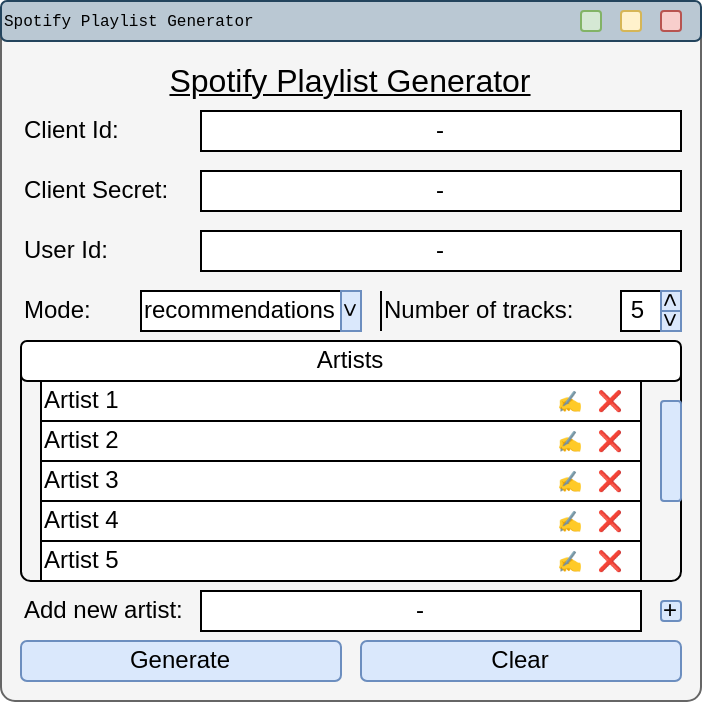 Spotify Playlist Generator
Spotify Playlist Generator
Client Id: -
Client Secret: -
User Id: -
Mode: recommendations Number of tracks: 5
Artists
Artist 1 ✍ ❌
Artist 2 ✍ ❌
Artist 3 ✍ ❌
Artist 4 ✍ ❌
Artist 5 ✍ ❌
Add new artist: - +
Generate Clear